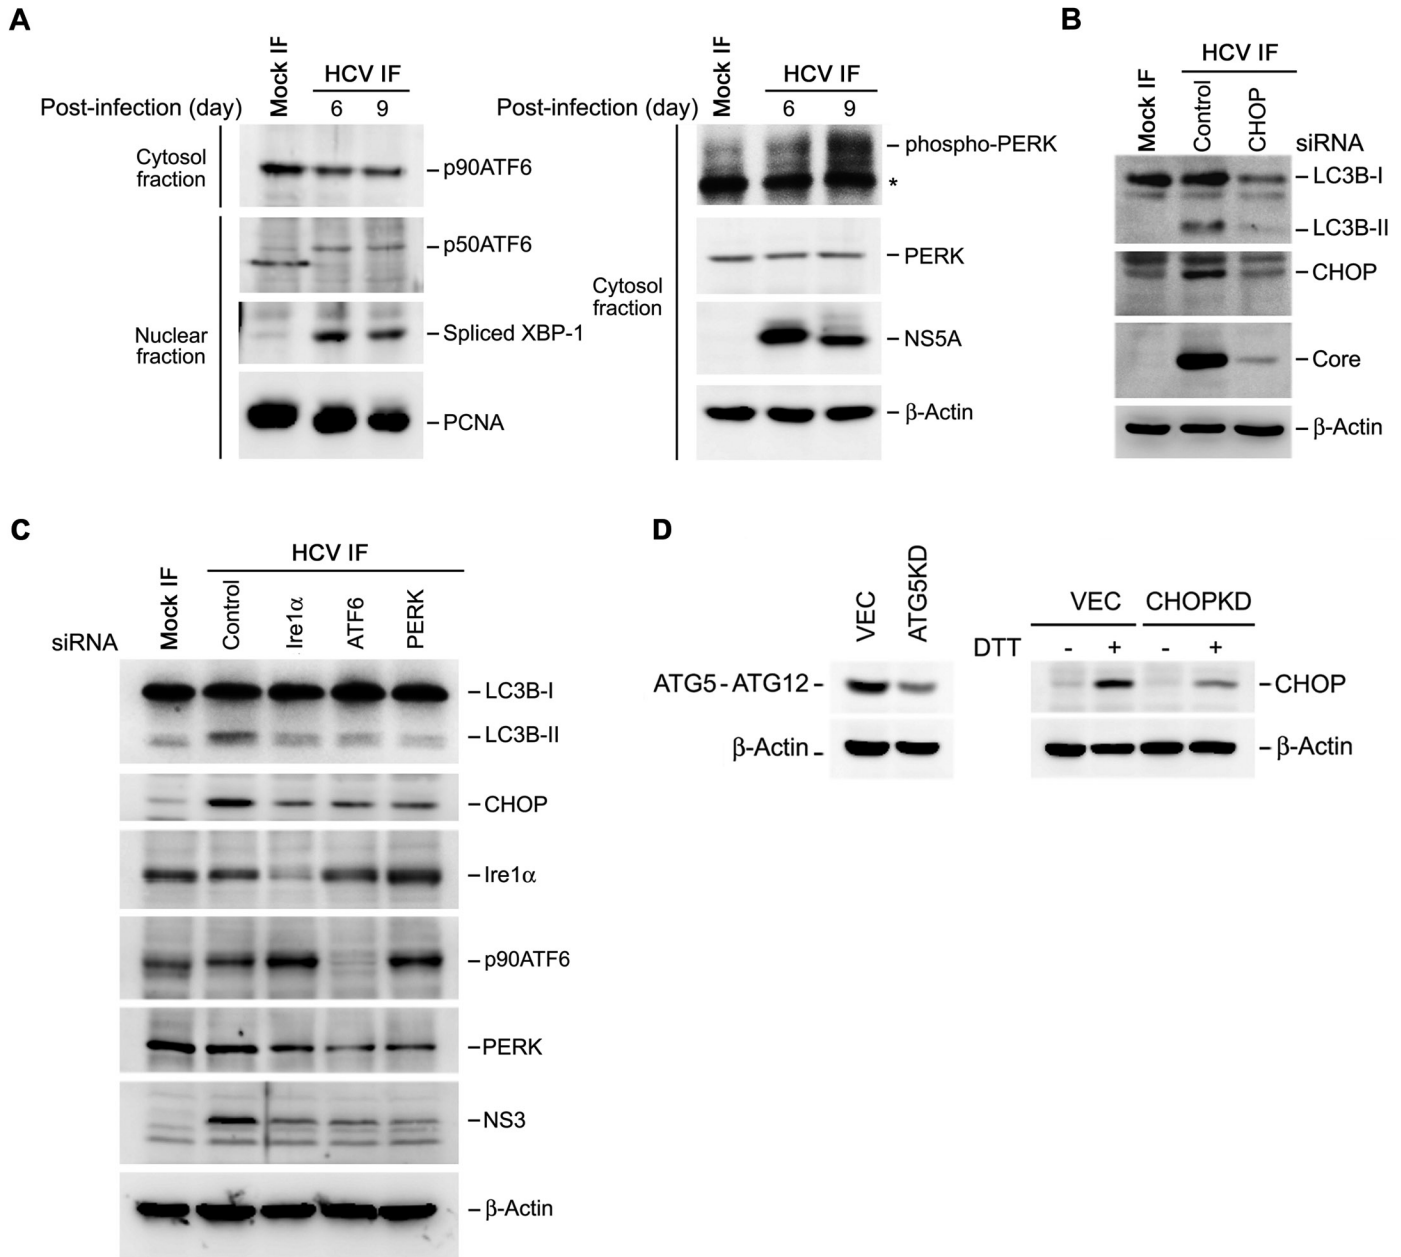 A
Mock IF
HCV IF
Post-infection (day)
6
9
Cytosol
fraction
p90ATF6
p50ATF6
Nuclear
fraction
Spliced XBP-1
PCNA
Mock IF
HCV IF
Post-infection (day)
6
9
phospho-PERK
*
Cytosol
fraction
PERK
NS5A
β-Actin
B
HCV IF
Mock IF
Control
CHOP
siRNA
LC3B-I
LC3B-II
CHOP
Core
β-Actin
C
HCV IF
siRNA
Mock IF
Control
Ire1α
ATF6
PERK
LC3B-I
LC3B-II
CHOP
Ire1α
p90ATF6
PERK
NS3
β-Actin
D
VEC
ATG5KD
ATG5-ATG12
β-Actin
VEC
CHOPKD
DTT
-
+
-
+
CHOP
β-Actin